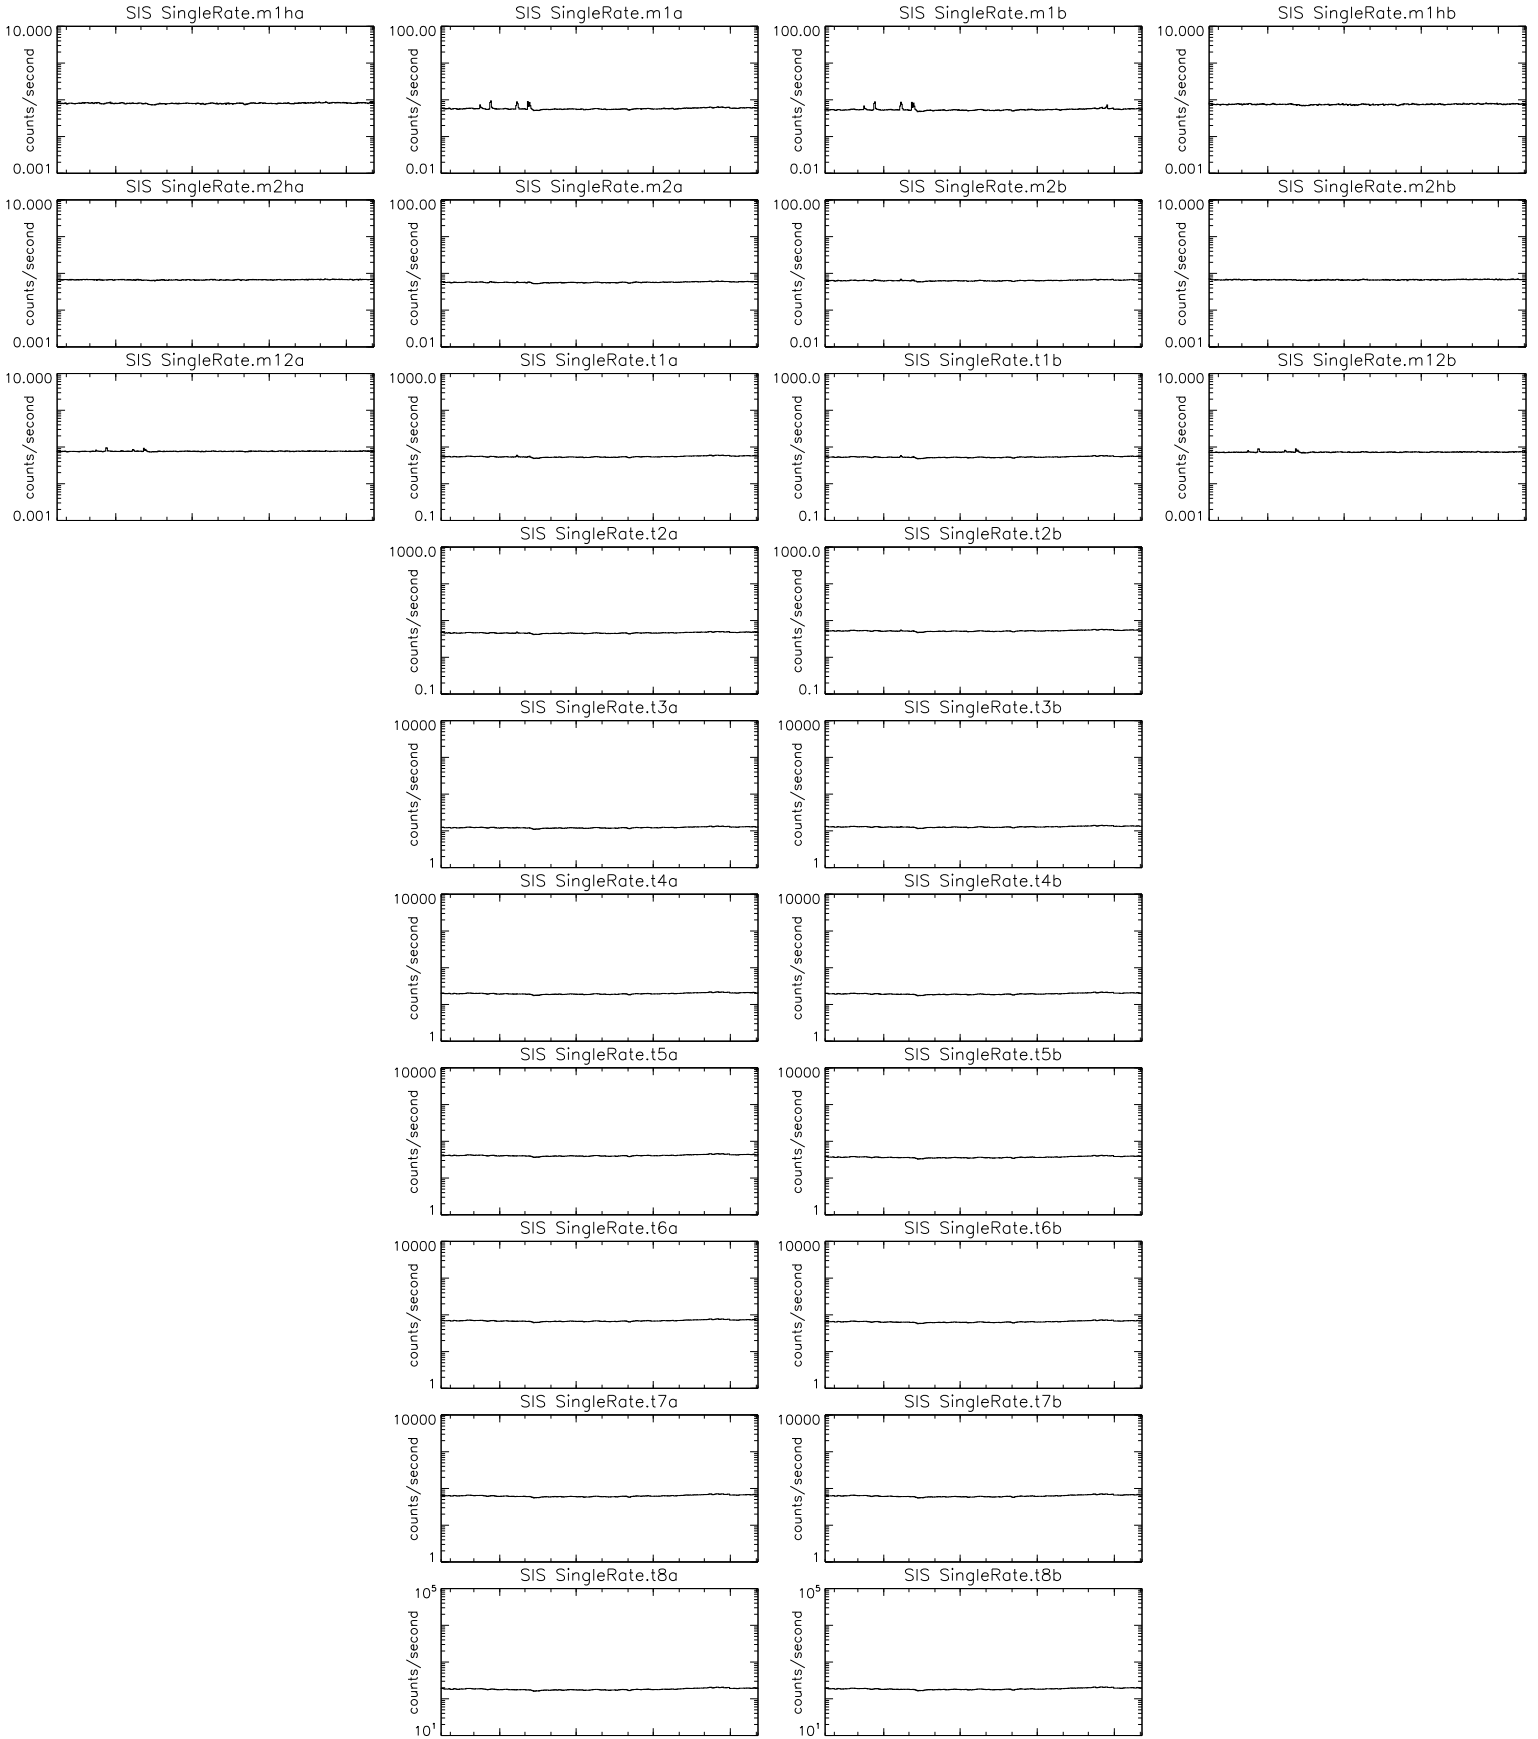 SIS SingleRate.m1ha
10.000
counts/second
0.001
SIS SingleRate.m1a
100.00
counts/second
0.01
SIS SingleRate.m1b
100.00
counts/second
0.01
SIS SingleRate.m1hb
10.000
counts/second
0.001
SIS SingleRate.m2ha
10.000
counts/second
0.001
SIS SingleRate.m2a
100.00
counts/second
0.01
SIS SingleRate.m2b
100.00
counts/second
0.01
SIS SingleRate.m2hb
10.000
counts/second
0.001
SIS SingleRate.m12a
10.000
counts/second
0.001
SIS SingleRate.t1a
1000.0
counts/second
0.1
SIS SingleRate.t1b
1000.0
counts/second
0.1
SIS SingleRate.m12b
10.000
counts/second
0.001
SIS SingleRate.t2a
1000.0
counts/second
0.1
SIS SingleRate.t2b
1000.0
counts/second
0.1
SIS SingleRate.t3a
10000
counts/second
1
SIS SingleRate.t3b
10000
counts/second
1
SIS SingleRate.t4a
10000
counts/second
1
SIS SingleRate.t4b
10000
counts/second
1
SIS SingleRate.t5a
10000
counts/second
1
SIS SingleRate.t5b
10000
counts/second
1
SIS SingleRate.t6a
10000
counts/second
1
SIS SingleRate.t6b
10000
counts/second
1
SIS SingleRate.t7a
10000
counts/second
1
SIS SingleRate.t7b
10000
counts/second
1
SIS SingleRate.t8a
10⁵
counts/second
10¹
SIS SingleRate.t8b
10⁵
counts/second
10¹